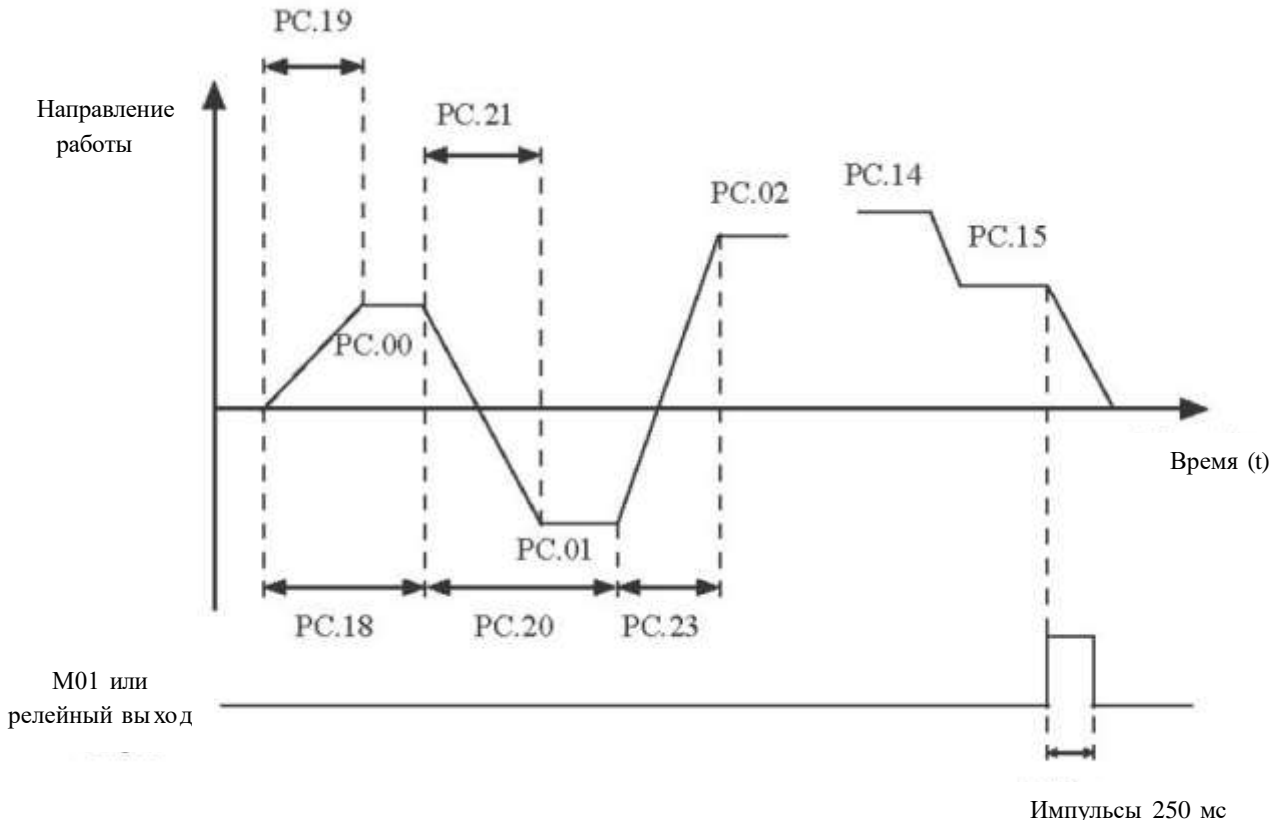 PC.19
Направление
работы
PC.21
PC.02
PC.14
PC.15
PC.00
Время (t)
PC.01
PC.18
PC.20
PC.23
М01 или
релейный выход
Импульсы 250 мс